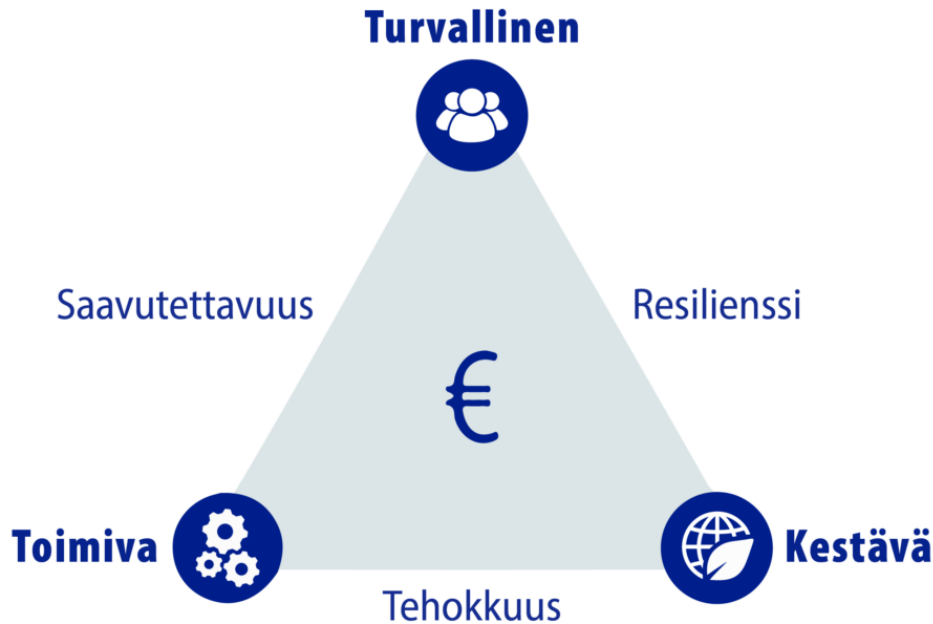 Turvallinen
Saavutettavuus
Resilienssi
€
Toimiva
Kestävä
Tehokkuus